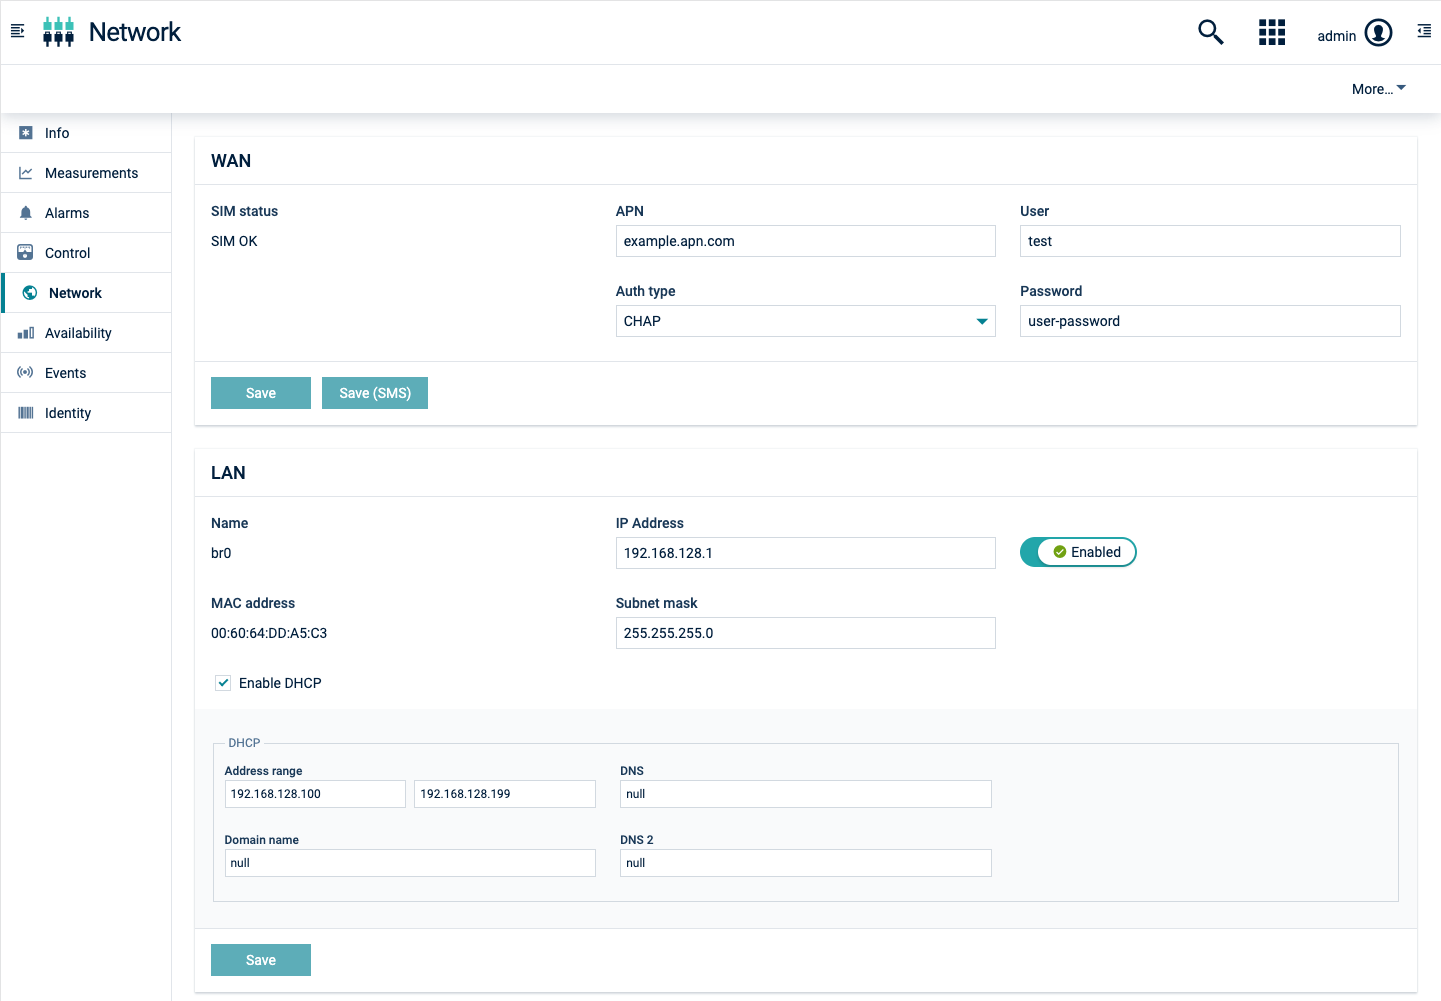 Network
admin
More...
Info
Measurements
Alarms
Control
Network
Availability
Events
Identity
WAN
SIM status
SIM OK
APN
example.apn.com
User
test
Auth type
CHAP
Password
user-password
Save
Save (SMS)
LAN
Name
br0
IP Address
192.168.128.1
Enabled
MAC address
00:60:64:DD:A5:C3
Subnet mask
255.255.255.0
Enable DHCP
DHCP
Address range
192.168.128.100
192.168.128.199
DNS
null
Domain name
null
DNS 2
null
Save